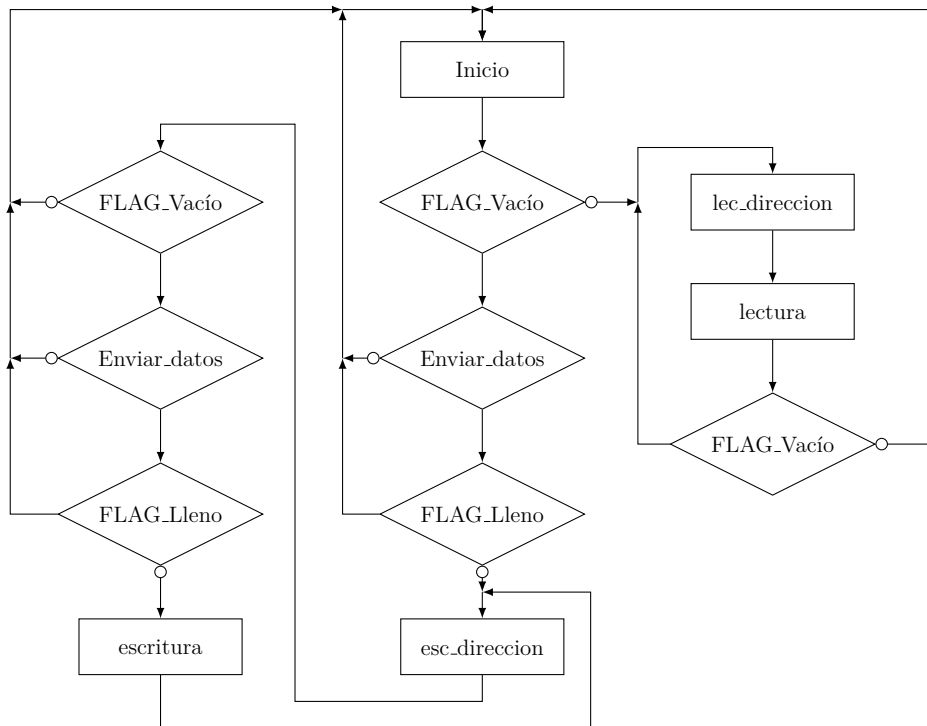 Inicio
FLAG_Vacío
FLAG_Vacío
lec_direccion
lectura
Enviar_datos
Enviar_datos
FLAG_Vacío
FLAG_Lleno
FLAG_Lleno
escritura
esc_direccion